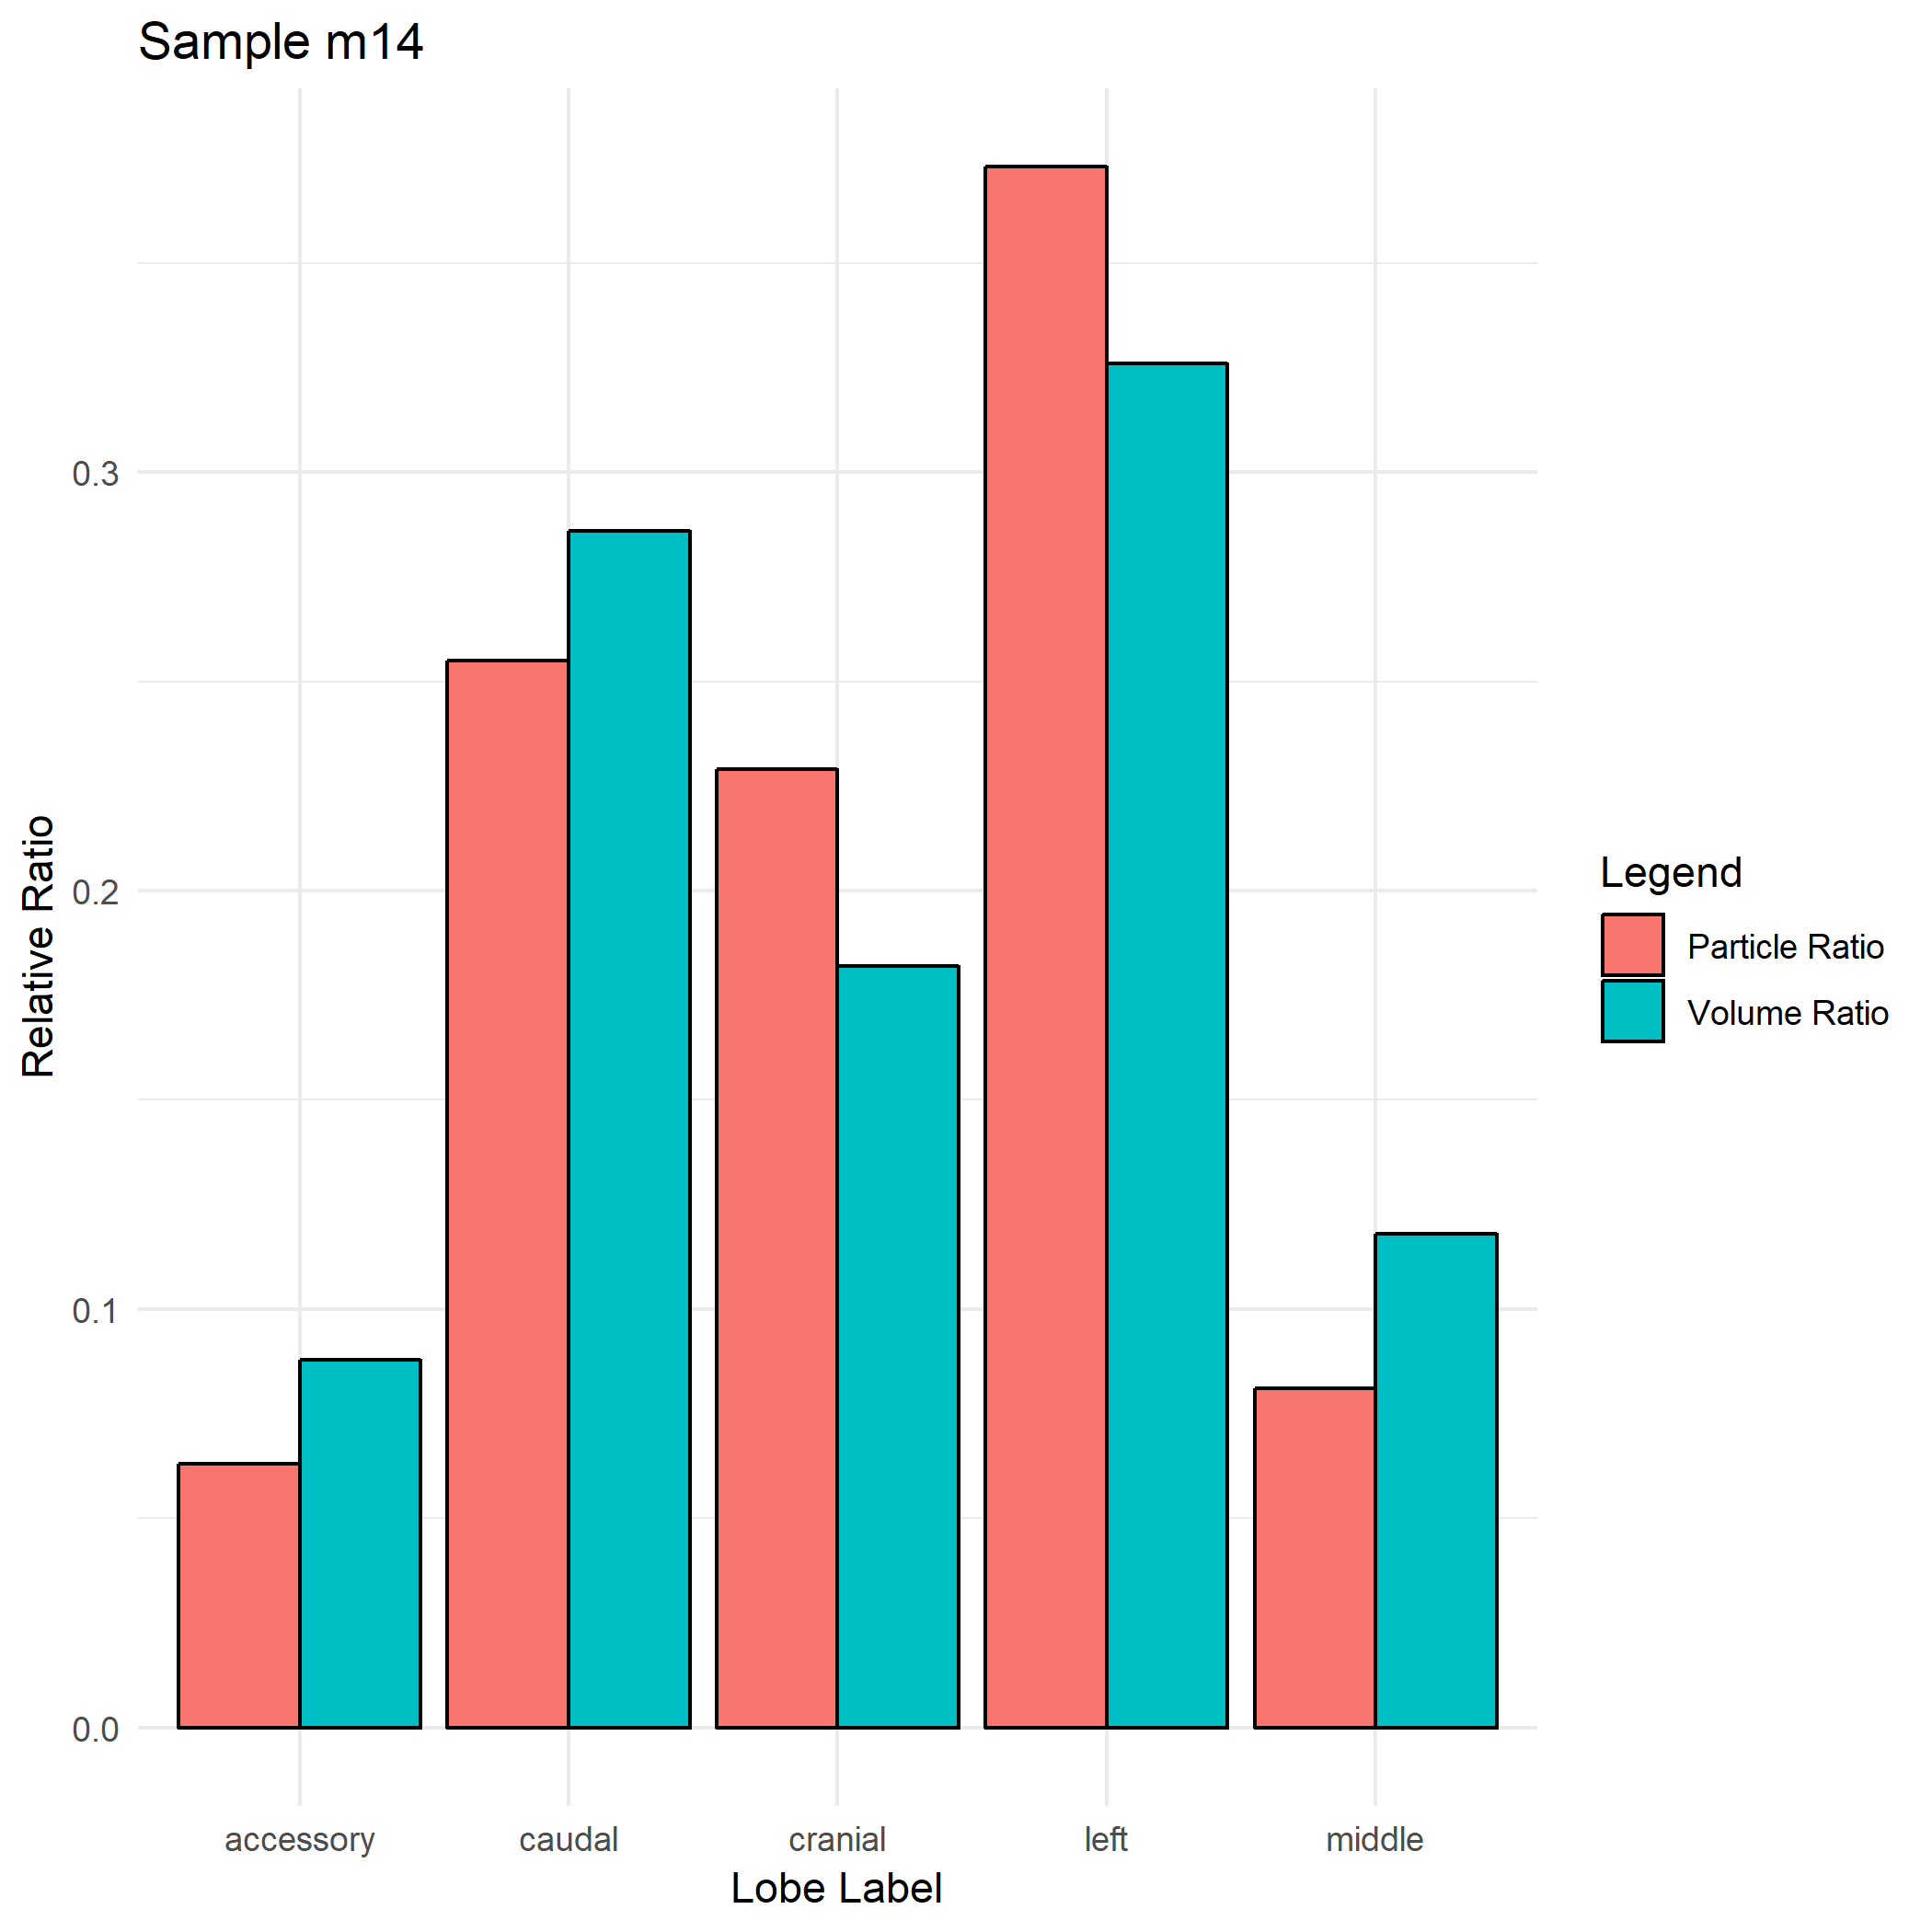 Sample m14
Relative Ratio
0.3
0.2
0.1
0.0
accessory caudal cranial left middle
Lobe Label
Legend
Particle Ratio
Volume Ratio